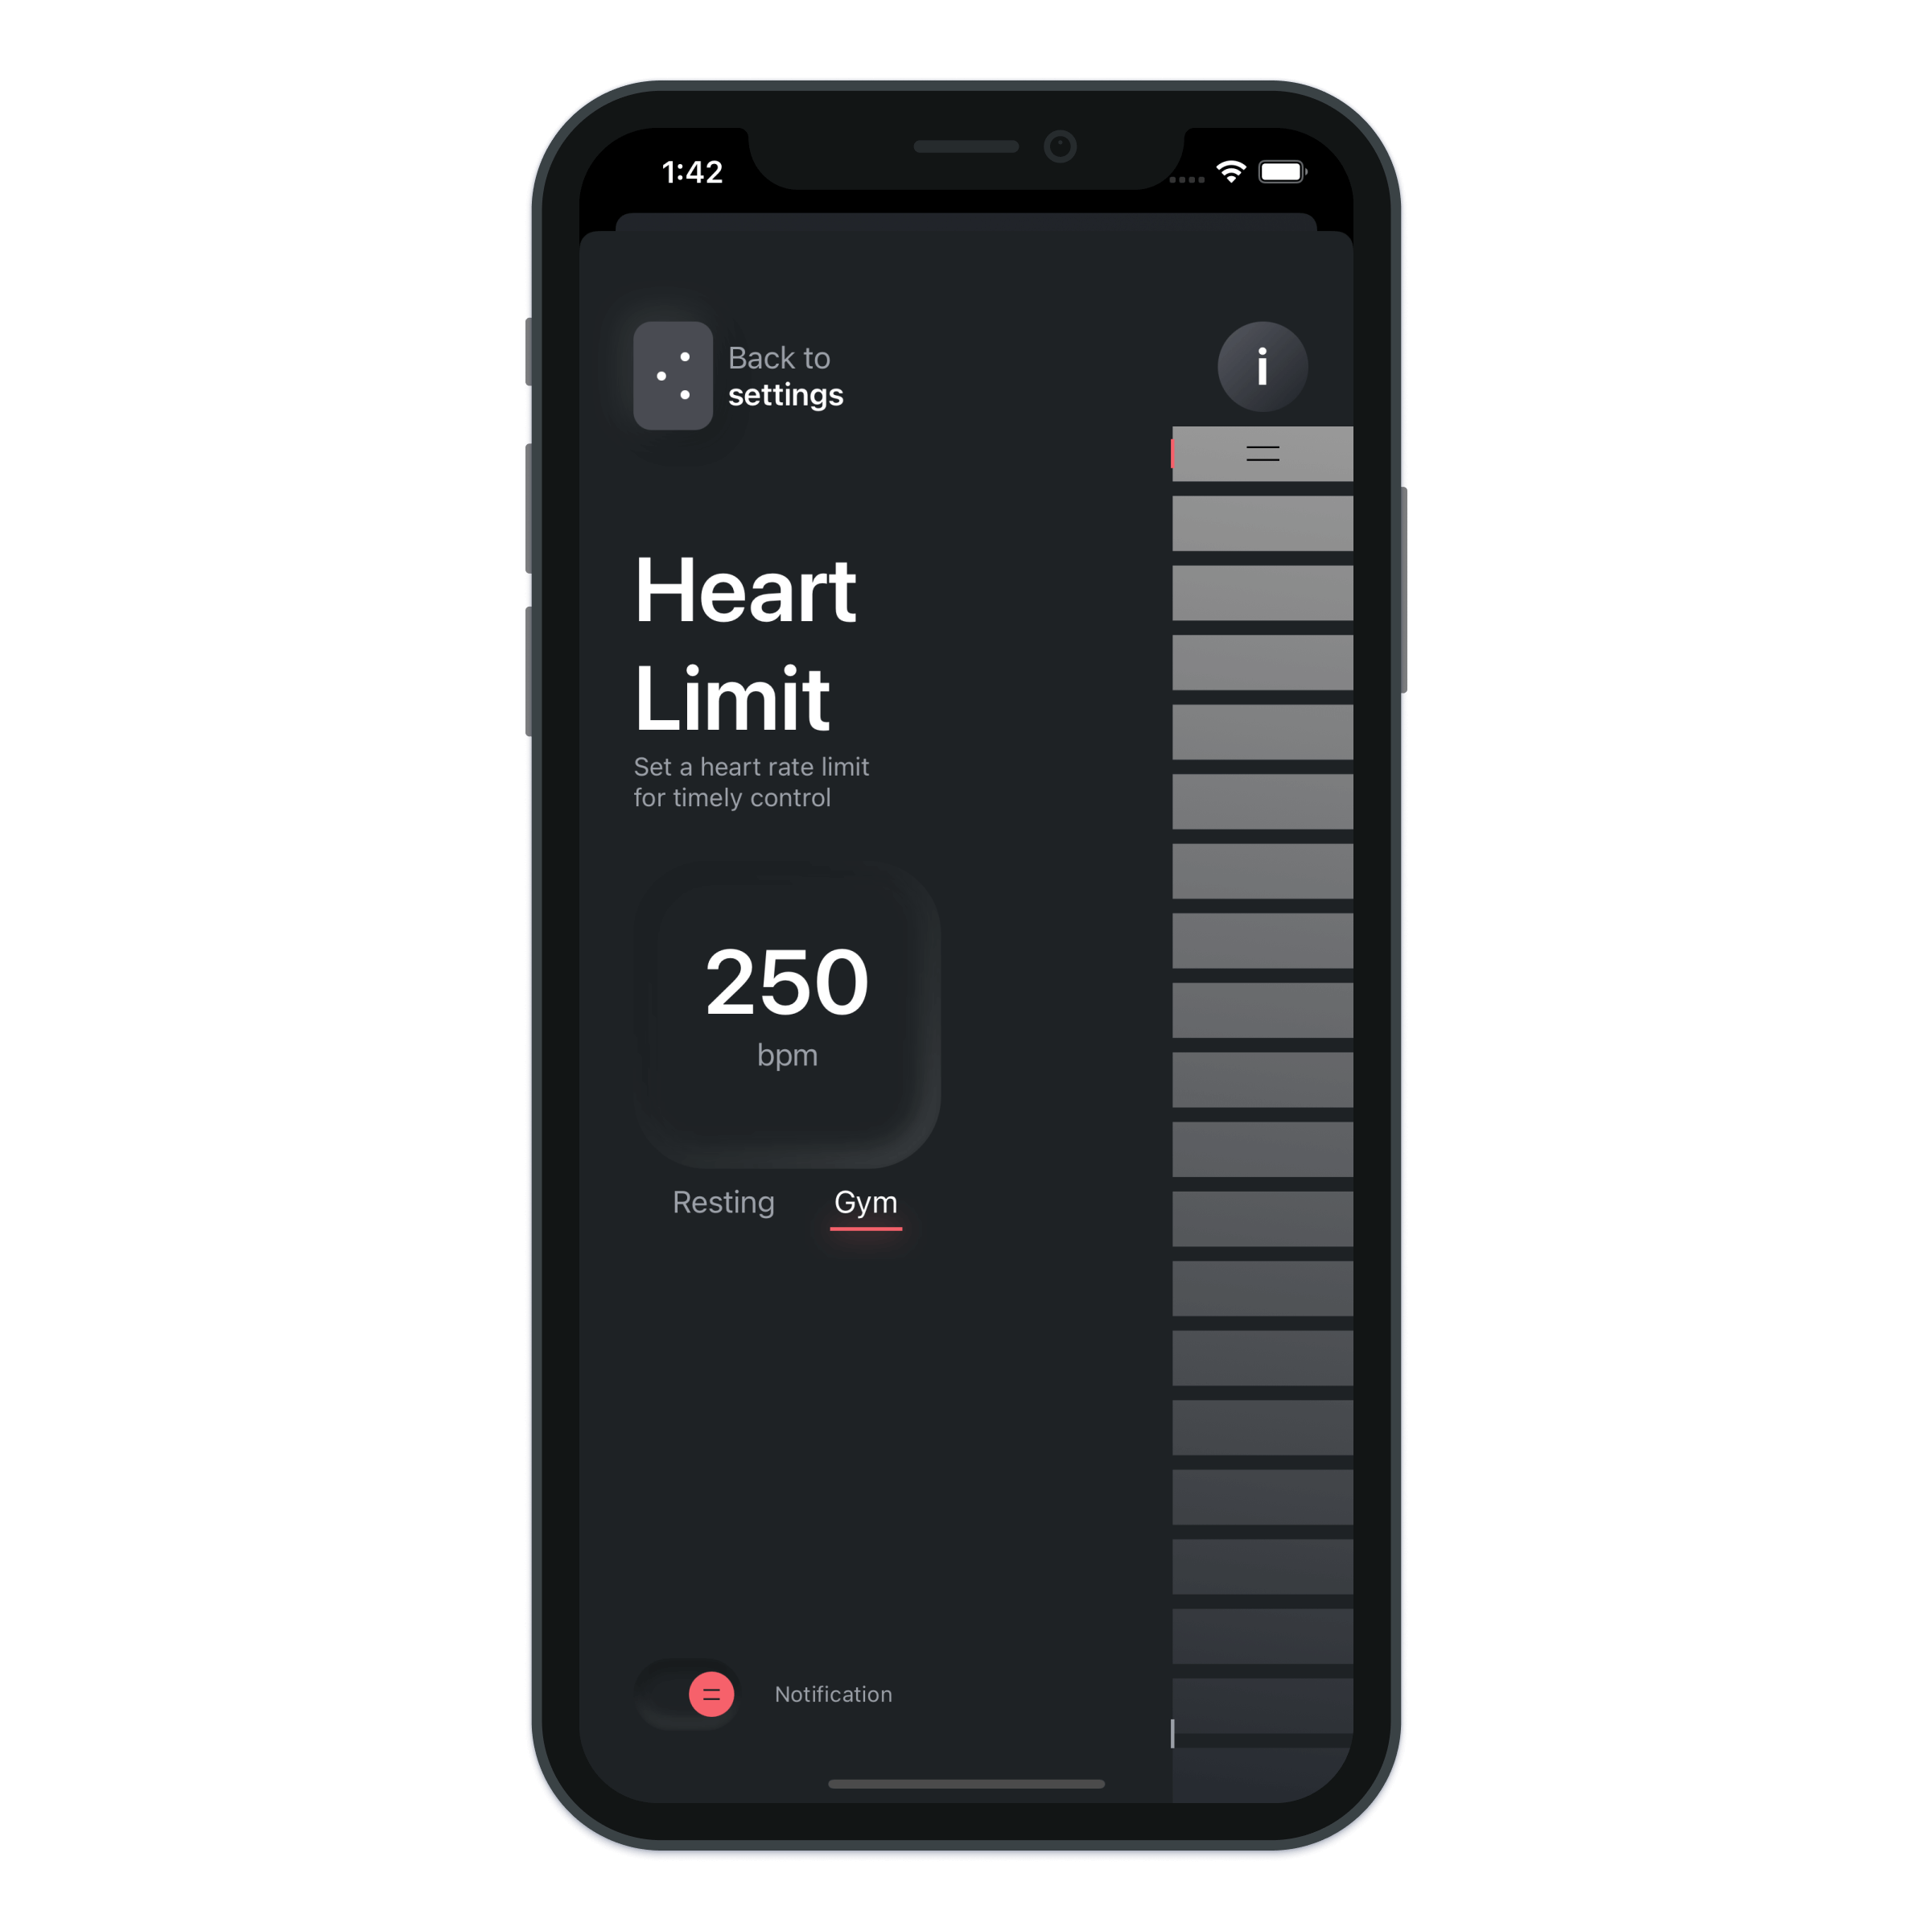 1:42
Back to
settings
i
Heart
Limit
Set a heart rate limit
for timely control
250
bpm
Resting Gym
Notification